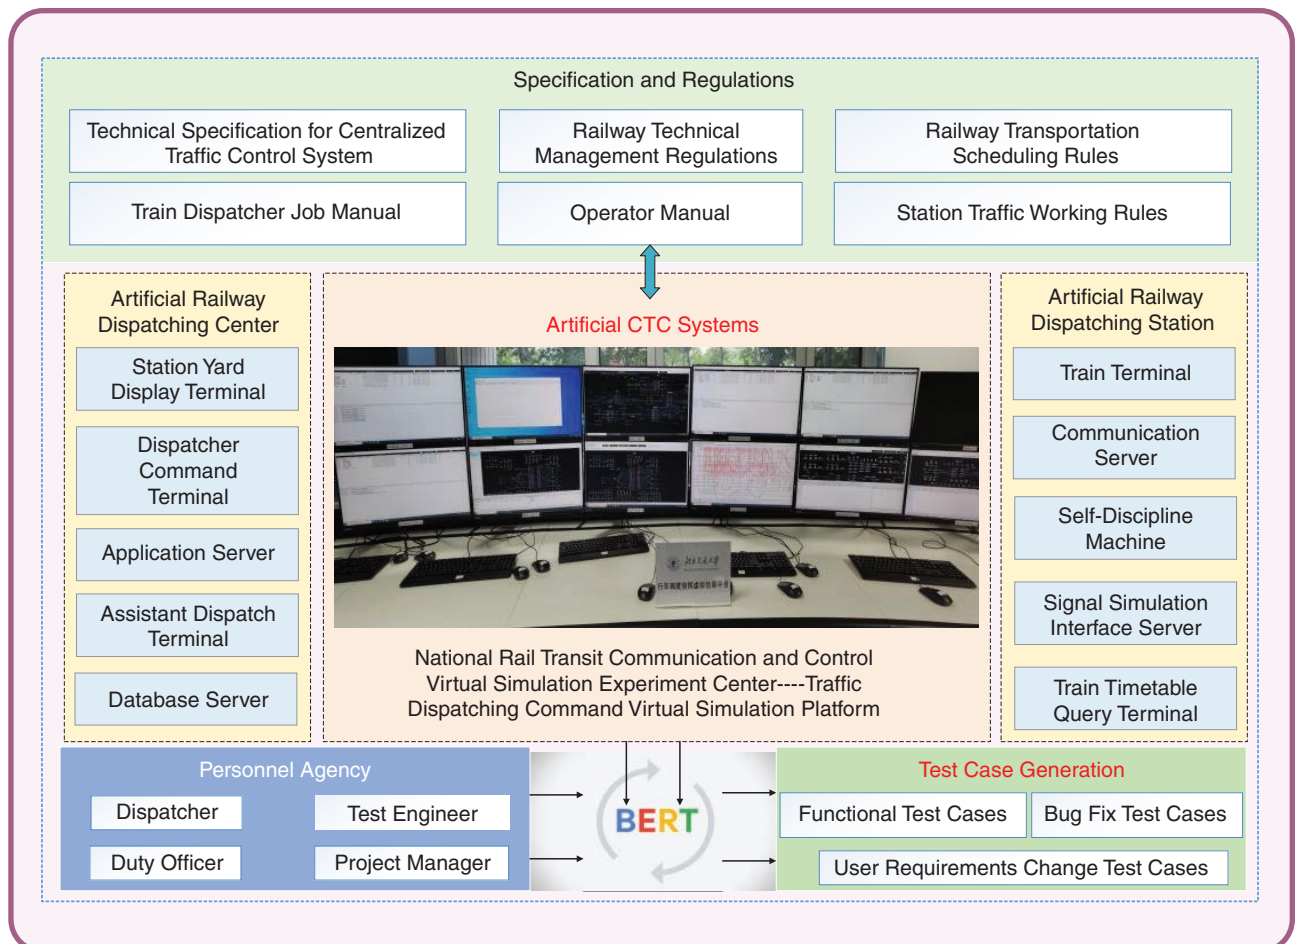 Specification and Regulations
Technical Specification for Centralized
Traffic Control System
Railway Technical
Management Regulations
Railway Transportation
Scheduling Rules
Train Dispatcher Job Manual
Operator Manual
Station Traffic Working Rules
Artificial Railway
Dispatching Center
Station Yard
Display Terminal
Dispatcher
Command
Terminal
Application Server
Assistant Dispatch
Terminal
Database Server
Artificial CTC Systems
National Rail Transit Communication and Control
Virtual Simulation Experiment Center----Traffic
Dispatching Command Virtual Simulation Platform
Artificial Railway
Dispatching Station
Train Terminal
Communication
Server
Self-Discipline
Machine
Signal Simulation
Interface Server
Train Timetable
Query Terminal
Personnel Agency
Dispatcher
Test Engineer
Duty Officer
Project Manager
BERT
Test Case Generation
Functional Test Cases
Bug Fix Test Cases
User Requirements Change Test Cases